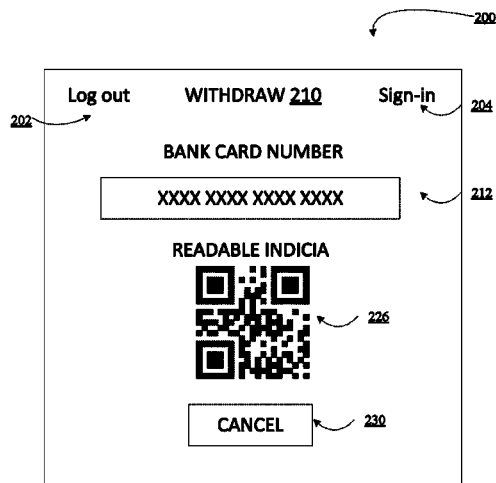 200
Log out WITHDRAW 210 Sign-in
202 204
BANK CARD NUMBER
XXXX XXXX XXXX XXXX 212
READABLE INDICIA
226
CANCEL 230